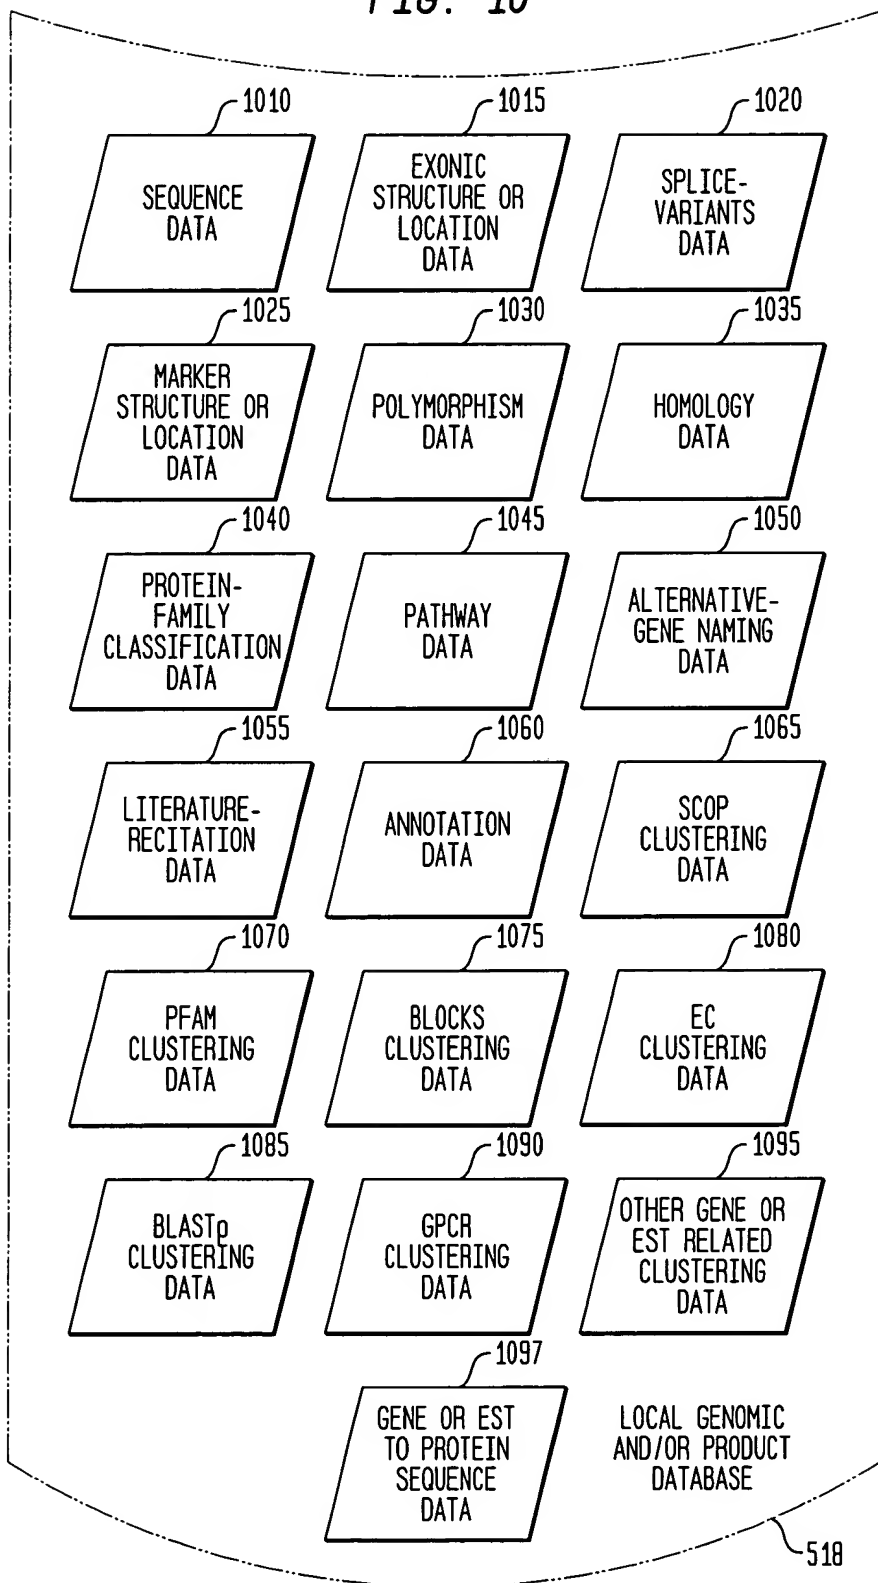 FIG. 10
1010
1015
1020
SEQUENCE
DATA
EXONIC
STRUCTURE OR
LOCATION
DATA
SPLICE-
VARIANTS
DATA
1025
1030
1035
MARKER
STRUCTURE OR
LOCATION
DATA
POLYMORPHISM
DATA
HOMOLOGY
DATA
1040
1045
1050
PROTEIN-
FAMILY
CLASSIFICATION
DATA
PATHWAY
DATA
ALTERNATIVE-
GENE NAMING
DATA
1055
1060
1065
LITERATURE-
RECITATION
DATA
ANNOTATION
DATA
SCOP
CLUSTERING
DATA
1070
1075
1080
PFAM
CLUSTERING
DATA
BLOCKS
CLUSTERING
DATA
EC
CLUSTERING
DATA
1085
1090
1095
BLASTp
CLUSTERING
DATA
GPCR
CLUSTERING
DATA
OTHER GENE OR
EST RELATED
CLUSTERING
DATA
1097
GENE OR EST
TO PROTEIN
SEQUENCE
DATA
LOCAL GENOMIC
AND/OR PRODUCT
DATABASE
518